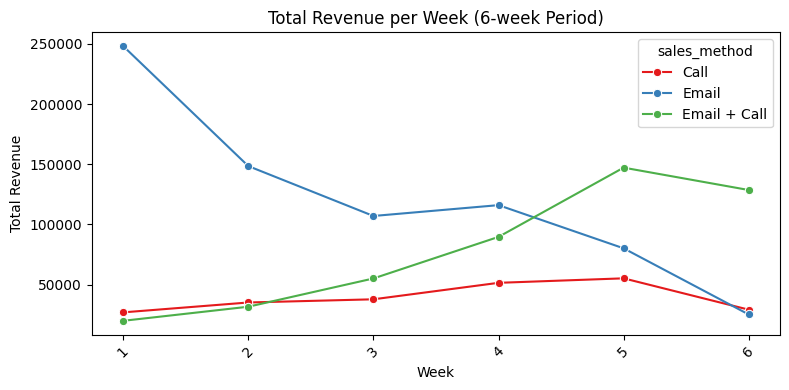 Total Revenue per Week (6-week Period)
250000
200000
150000
100000
50000
Total Revenue
sales_method
Call
Email
Email + Call
1 2 3 4 5 6
Week